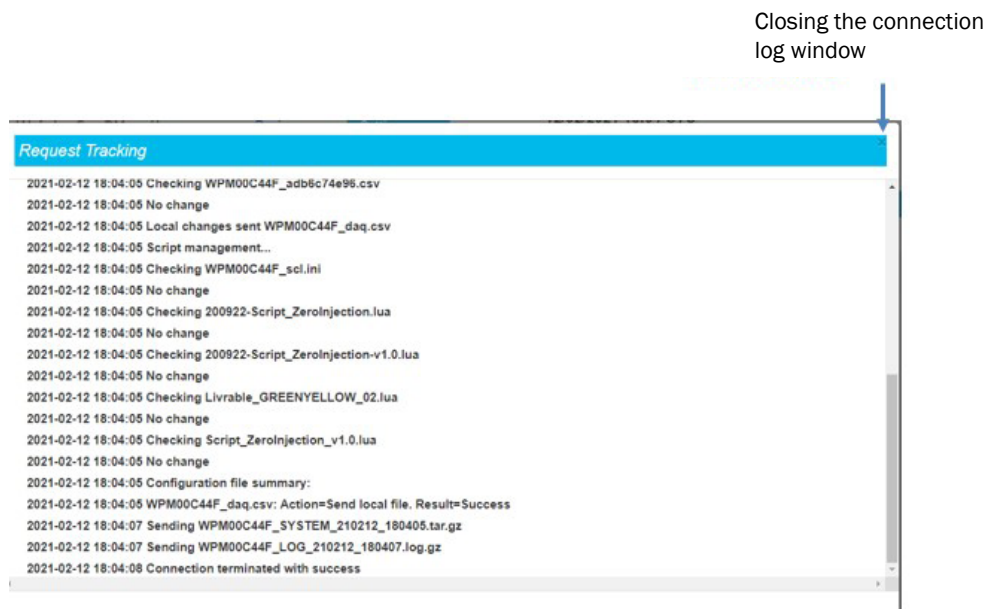 Closing the connection
log window
Request Tracking
2021-02-12 18:04:05 Checking WPM00C44F_adb6c74e96.csv
2021-02-12 18:04:05 No change
2021-02-12 18:04:05 Local changes sent WPM00C44F_daq.csv
2021-02-12 18:04:05 Script management...
2021-02-12 18:04:05 Checking WPM00C44F_scl.ini
2021-02-12 18:04:05 No change
2021-02-12 18:04:05 Checking 200922-Script_ZeroInjection.lua
2021-02-12 18:04:05 No change
2021-02-12 18:04:05 Checking 200922-Script_ZeroInjection-v1.0.lua
2021-02-12 18:04:05 No change
2021-02-12 18:04:05 Checking Livrable_GREENYELLOW_02.lua
2021-02-12 18:04:05 No change
2021-02-12 18:04:05 Checking Script_ZeroInjection_v1.0.lua
2021-02-12 18:04:05 No change
2021-02-12 18:04:05 Configuration file summary:
2021-02-12 18:04:05 WPM00C44F_daq.csv: Action=Send local file. Result=Success
2021-02-12 18:04:07 Sending WPM00C44F_SYSTEM_210212_180405.tar.gz
2021-02-12 18:04:07 Sending WPM00C44F_LOG_210212_180407.log.gz
2021-02-12 18:04:08 Connection terminated with success